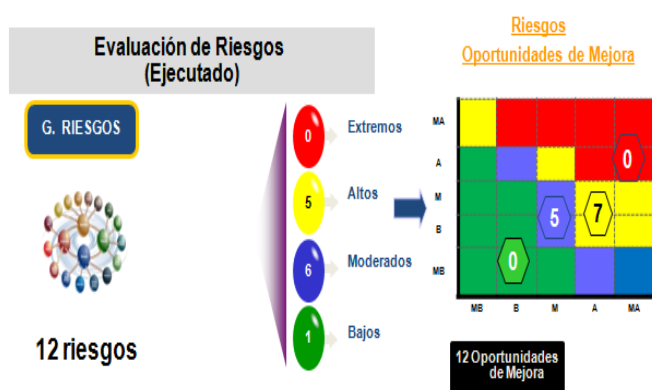 Evaluación de Riesgos
(Ejecutado)
G. RIESGOS
12 riesgos
0 Extremos
5 Altos
6 Moderados
1 Bajos
Riesgos
Oportunidades de Mejora
MA
A
M
B
MB
0
5
7
0
MB B M A MA
12 Oportunidades
de Mejora